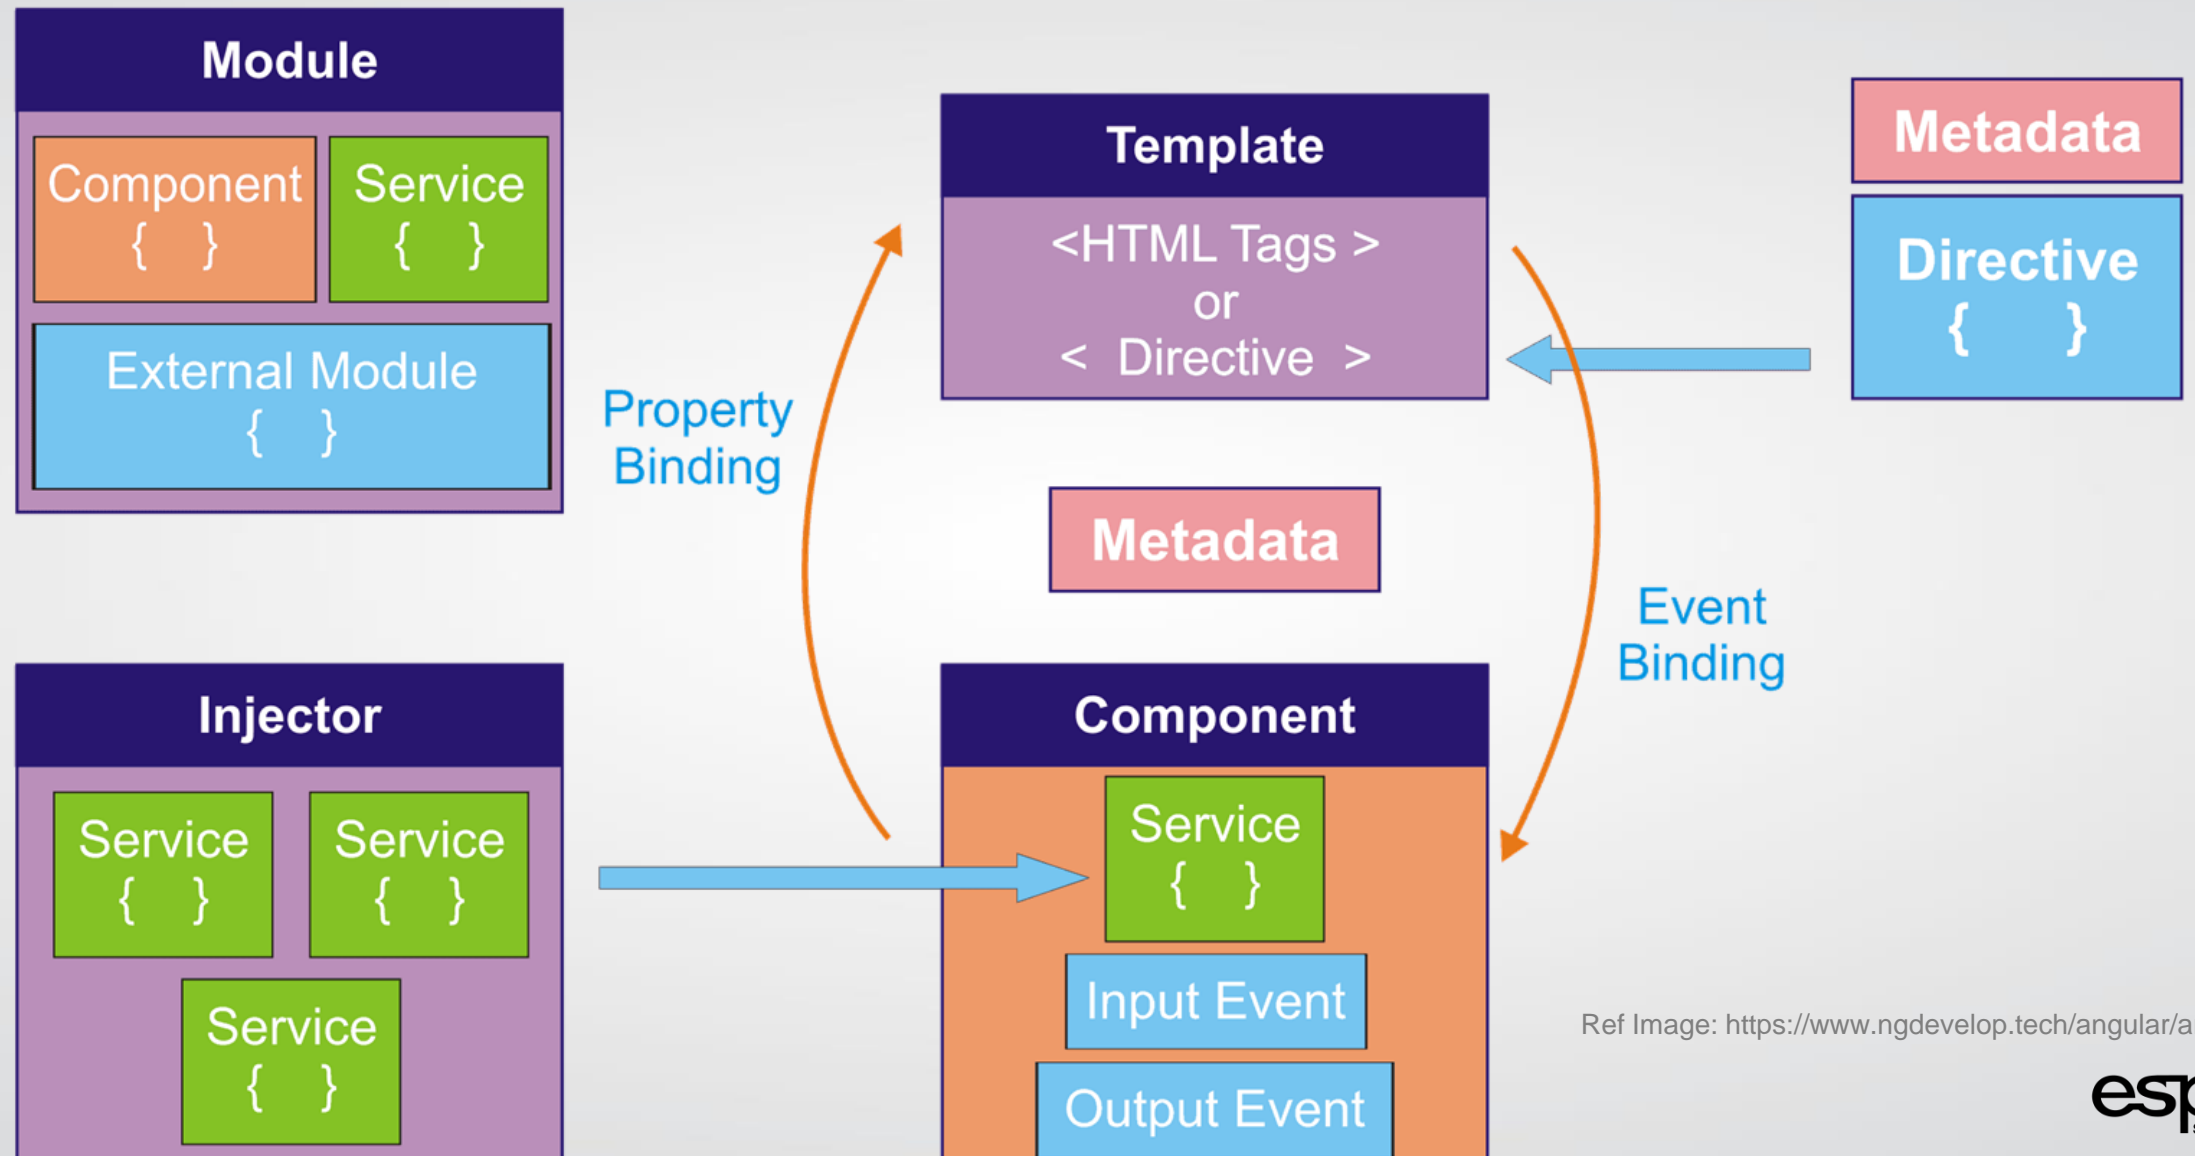 Module
Component
{ }
Service
{ }
External Module
{ }
Template
<HTML Tags >
or
< Directive >
Metadata
Directive
{ }
Property
Binding
Metadata
Event
Binding
Injector
Service
{ }
Service
{ }
Service
{ }
Component
Service
{ }
Input Event
Output Event
Ref Image: https://www.ngdevelop.tech/angular/a